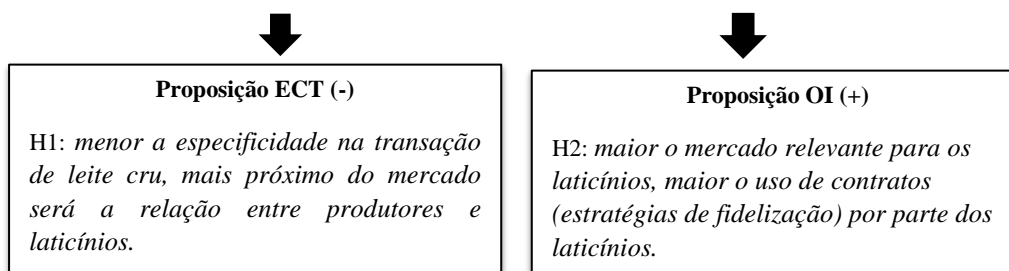 Proposição ECT (-)
H1: menor a especificidade na transação
de leite cru, mais próximo do mercado
será a relação entre produtores e
laticínios.
Proposição OI (+)
H2: maior o mercado relevante para os
laticínios, maior o uso de contratos
(estratégias de fidelização) por parte dos
laticínios.